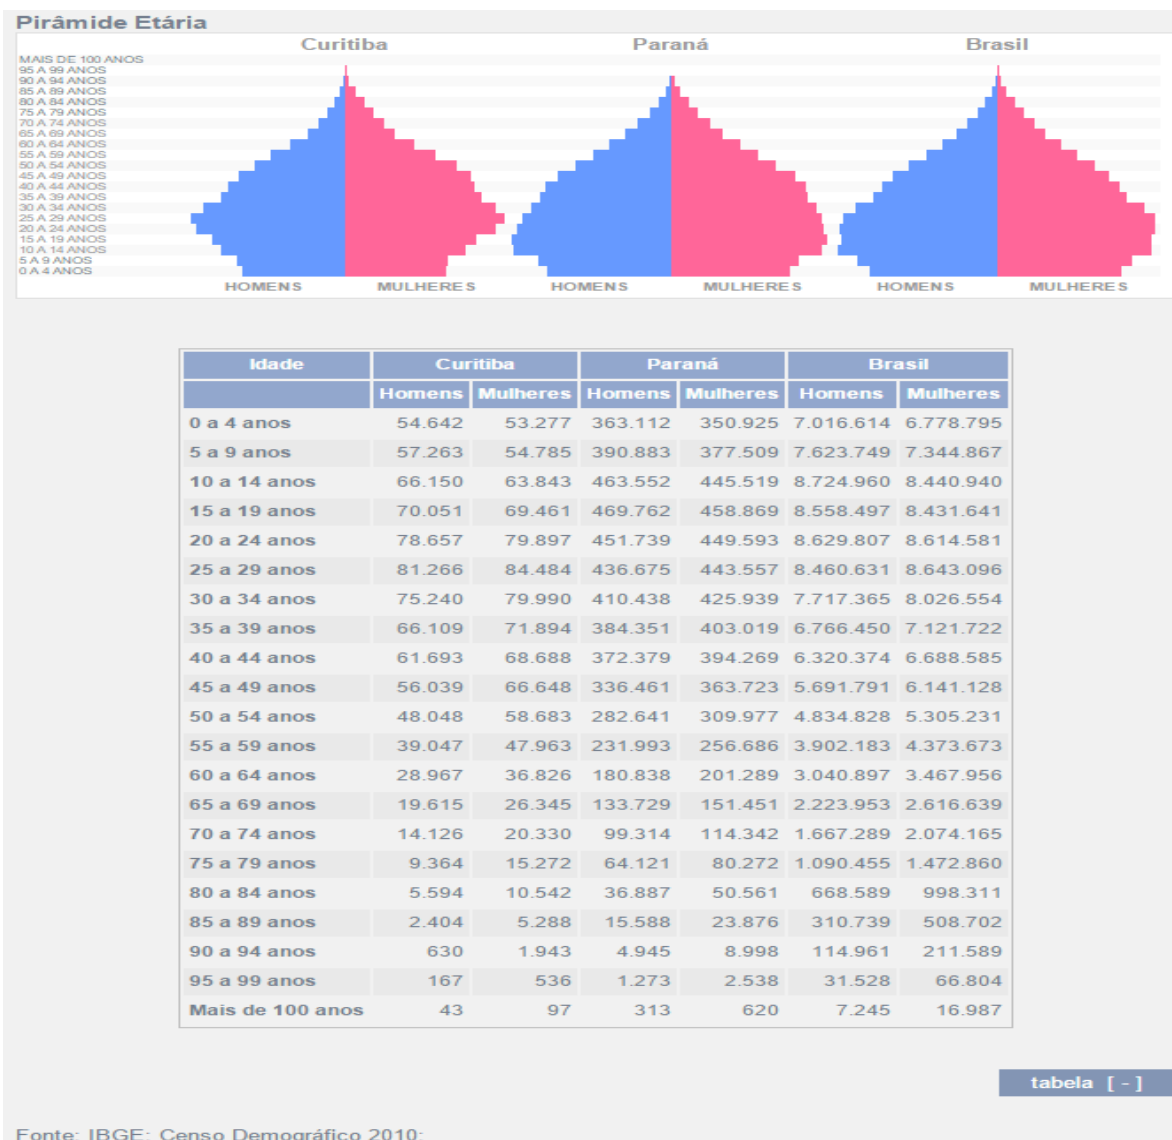 Pirâmide Etária
Curitiba Paraná Brasil
MAIS DE 100 ANOS
95 A 99 ANOS
90 A 94 ANOS
85 A 89 ANOS
80 A 84 ANOS
75 A 79 ANOS
70 A 74 ANOS
65 A 69 ANOS
60 A 64 ANOS
55 A 59 ANOS
50 A 54 ANOS
45 A 49 ANOS
40 A 44 ANOS
35 A 39 ANOS
30 A 34 ANOS
25 A 29 ANOS
20 A 24 ANOS
15 A 19 ANOS
10 A 14 ANOS
5 A 9 ANOS
0 A 4 ANOS
HOMENS MULHERES HOMENS MULHERES HOMENS MULHERES
Idade Curitiba Paraná Brasil
Homens Mulheres Homens Mulheres Homens Mulheres
0 a 4 anos 54.642 53.277 363.112 350.925 7.016.614 6.778.795
5 a 9 anos 57.263 54.785 390.883 377.509 7.623.749 7.344.867
10 a 14 anos 66.150 63.843 463.552 445.519 8.724.960 8.440.940
15 a 19 anos 70.051 69.461 469.762 458.869 8.558.497 8.431.641
20 a 24 anos 78.657 79.897 451.739 449.593 8.629.807 8.614.581
25 a 29 anos 81.266 84.484 436.675 443.557 8.460.631 8.643.096
30 a 34 anos 75.240 79.990 410.438 425.939 7.717.365 8.026.554
35 a 39 anos 66.109 71.894 384.351 403.019 6.766.450 7.121.722
40 a 44 anos 61.693 68.688 372.379 394.269 6.320.374 6.688.585
45 a 49 anos 56.039 66.648 336.461 363.723 5.691.791 6.141.128
50 a 54 anos 48.048 58.683 282.641 309.977 4.834.828 5.305.231
55 a 59 anos 39.047 47.963 231.993 256.686 3.902.183 4.373.673
60 a 64 anos 28.967 36.826 180.838 201.289 3.040.897 3.467.956
65 a 69 anos 19.615 26.345 133.729 151.451 2.223.953 2.616.639
70 a 74 anos 14.126 20.330 99.314 114.342 1.667.289 2.074.165
75 a 79 anos 9.364 15.272 64.121 80.272 1.090.455 1.472.860
80 a 84 anos 5.594 10.542 36.887 50.561 668.589 998.311
85 a 89 anos 2.404 5.288 15.588 23.876 310.739 508.702
90 a 94 anos 630 1.943 4.945 8.998 114.961 211.589
95 a 99 anos 167 536 1.273 2.538 31.528 66.804
Mais de 100 anos 43 97 313 620 7.245 16.987
tabela [ - ]
Fonte: IBGE: Censo Demográfico 2010;